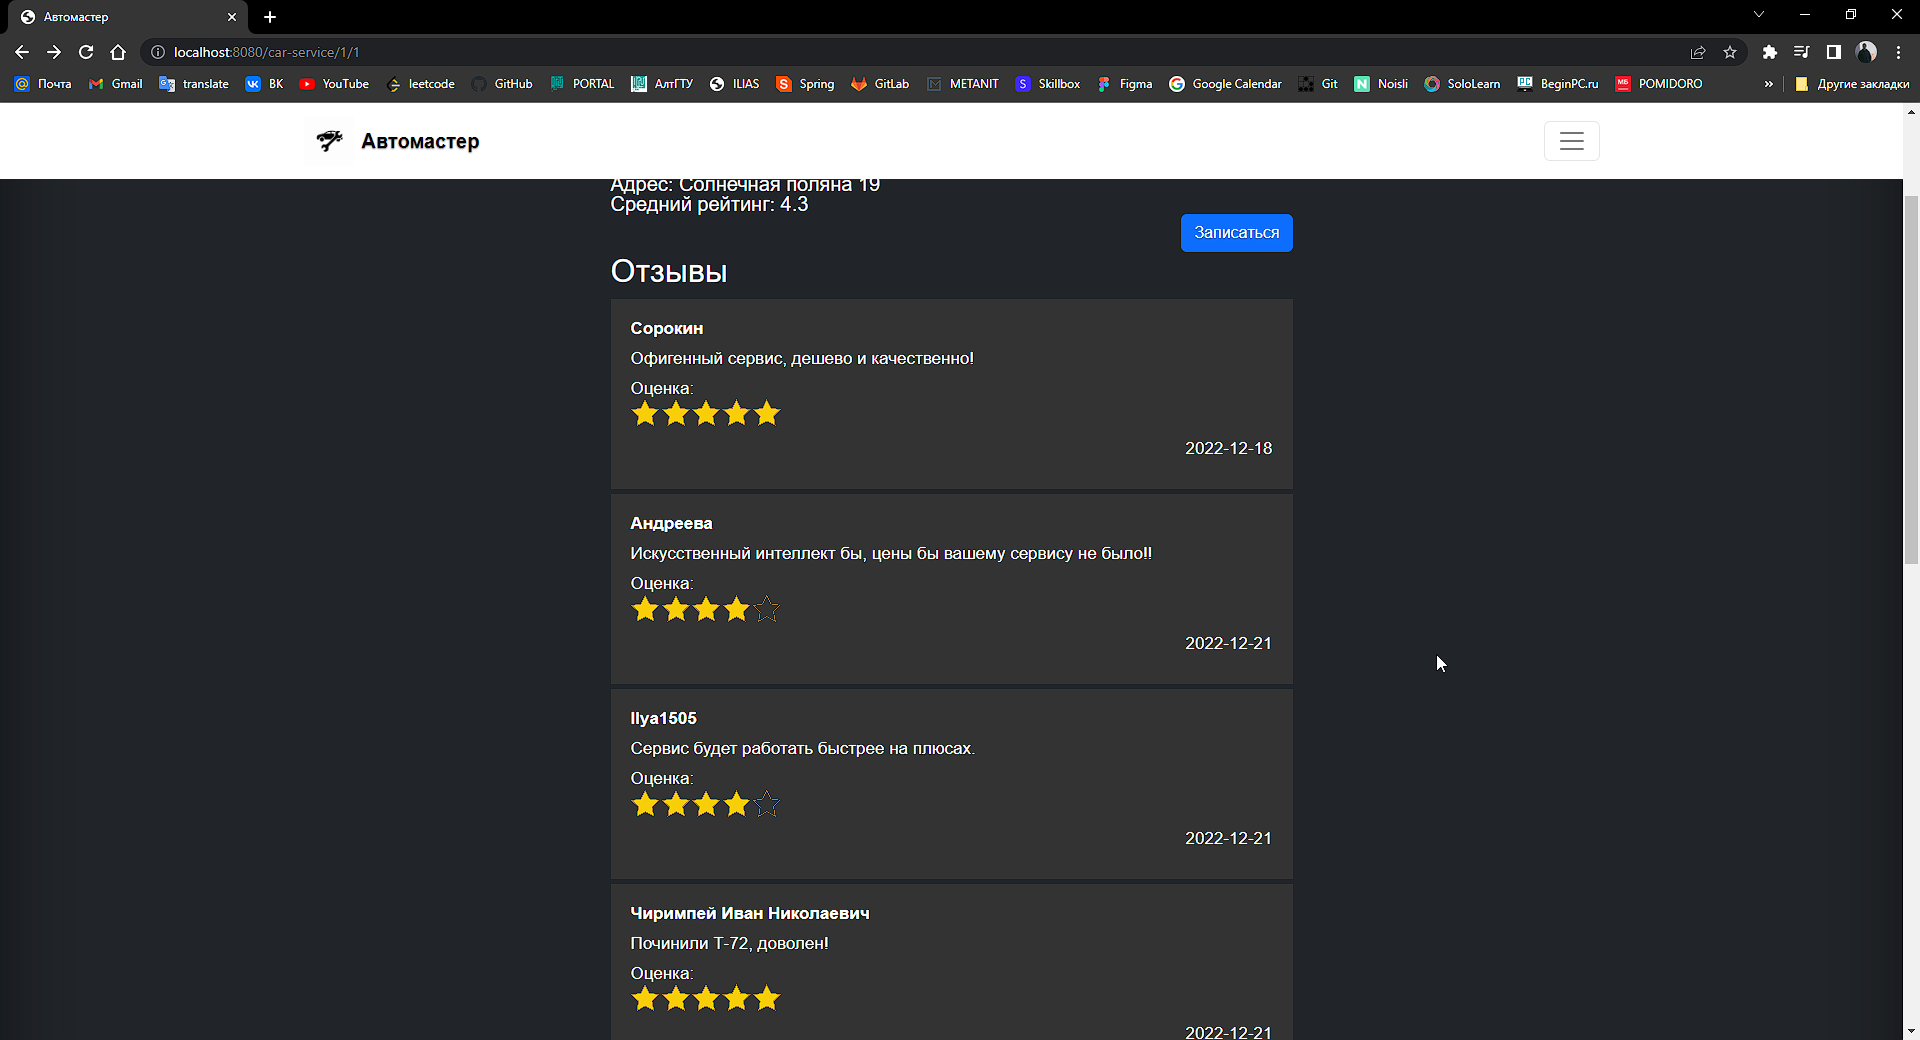 Автомастер
localhost:8080/car-service/1/1
Почта Gmail translate ВК YouTube leetcode GitHub PORTAL АлтГТУ ILIAS Spring GitLab METANIT Skillbox Figma Google Calendar Git Noisli SoloLearn BeginPC.ru POMIDORO » Другие закладки
Автомастер
Адрес: Солнечная поляна 19
Средний рейтинг: 4.3
Записаться
Отзывы
Сорокин
Офигенный сервис, дешево и качественно!
Оценка:
2022-12-18
Андреева
Искусственный интеллект бы, цены бы вашему сервису не было!!
Оценка:
2022-12-21
Ilya1505
Сервис будет работать быстрее на плюсах.
Оценка:
2022-12-21
Чиримпей Иван Николаевич
Починили Т-72, доволен!
Оценка:
2022-12-21